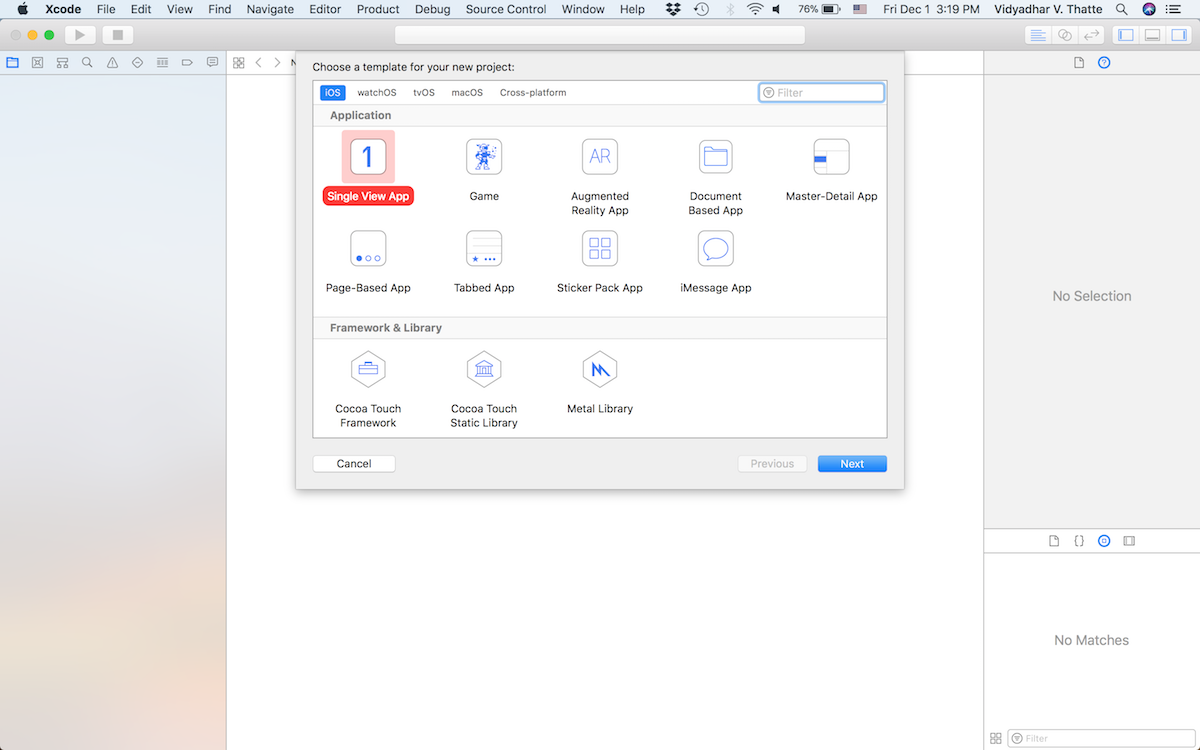 Xcode File Edit View Find Navigate Editor Product Debug Source Control Window Help 76% Fri Dec 1 3:19 PM Vidyadhar V. Thatte
Choose a template for your new project:
iOS watchOS tvOS macOS Cross-platform Filter
Application
1
AR
Single View App
Game
Augmented
Reality App
Document
Based App
Master-Detail App
Page-Based App
Tabbed App
Sticker Pack App
iMessage App
No Selection
Framework & Library
Cocoa Touch
Framework
Cocoa Touch
Static Library
Metal Library
Cancel Previous Next
No Matches
Filter